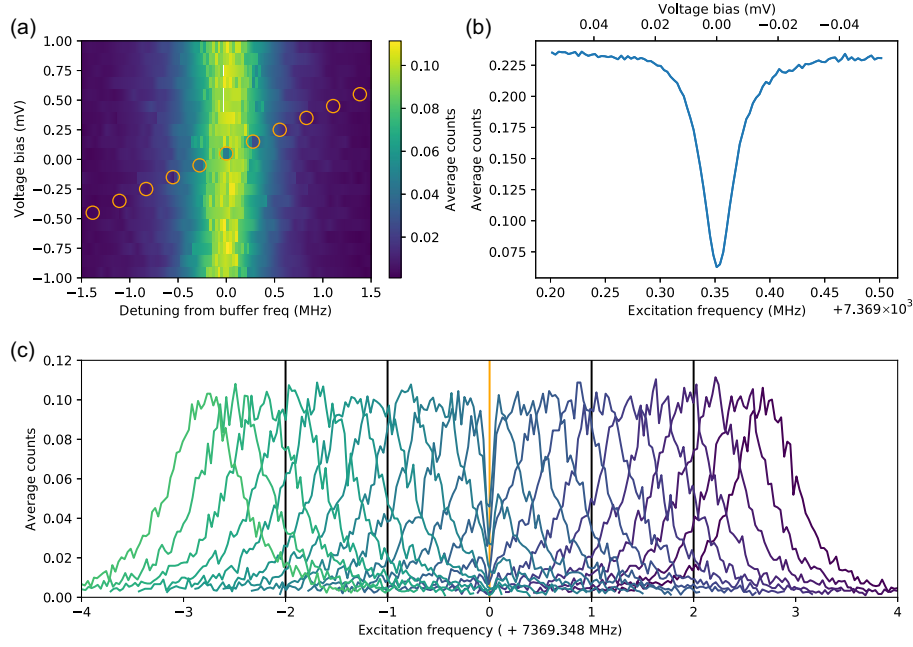 (a)
1.00
0.75
0.50
0.25
0.00
−0.25
−0.50
−0.75
−1.00
Voltage bias (mV)
−1.5 −1.0 −0.5 0.0 0.5 1.0 1.5
Detuning from buffer freq (MHz)
0.10
0.08
0.06
0.04
0.02
Average counts
(b)
Voltage bias (mV)
0.04 0.02 0.00 −0.02 −0.04
0.225
0.200
0.175
0.150
0.125
0.100
0.075
Average counts
0.20 0.25 0.30 0.35 0.40 0.45 0.50
Excitation frequency (MHz) +7.369×10³
(c)
0.12
0.10
0.08
0.06
0.04
0.02
0.00
Average counts
−4 −3 −2 −1 0 1 2 3 4
Excitation frequency ( + 7369.348 MHz)